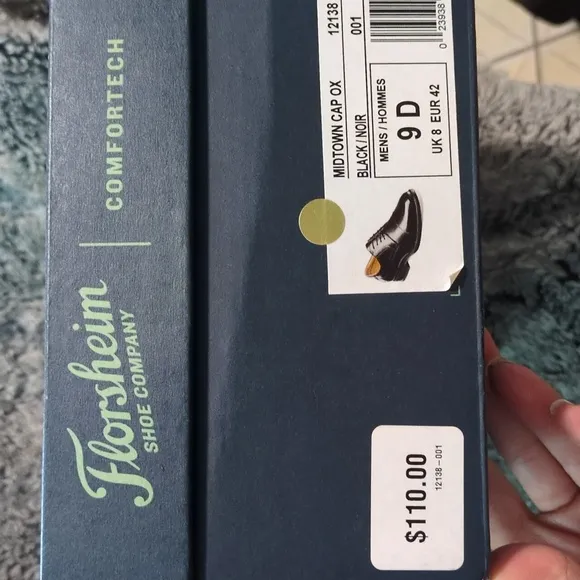 Florsheim | COMFORTECH
SHOE COMPANY
MIDTOWN CAP OX 12138
BLACK/NOIR 001
MENS / HOMMES
9 D
UK 8 EUR 42
$110.00
12138-001